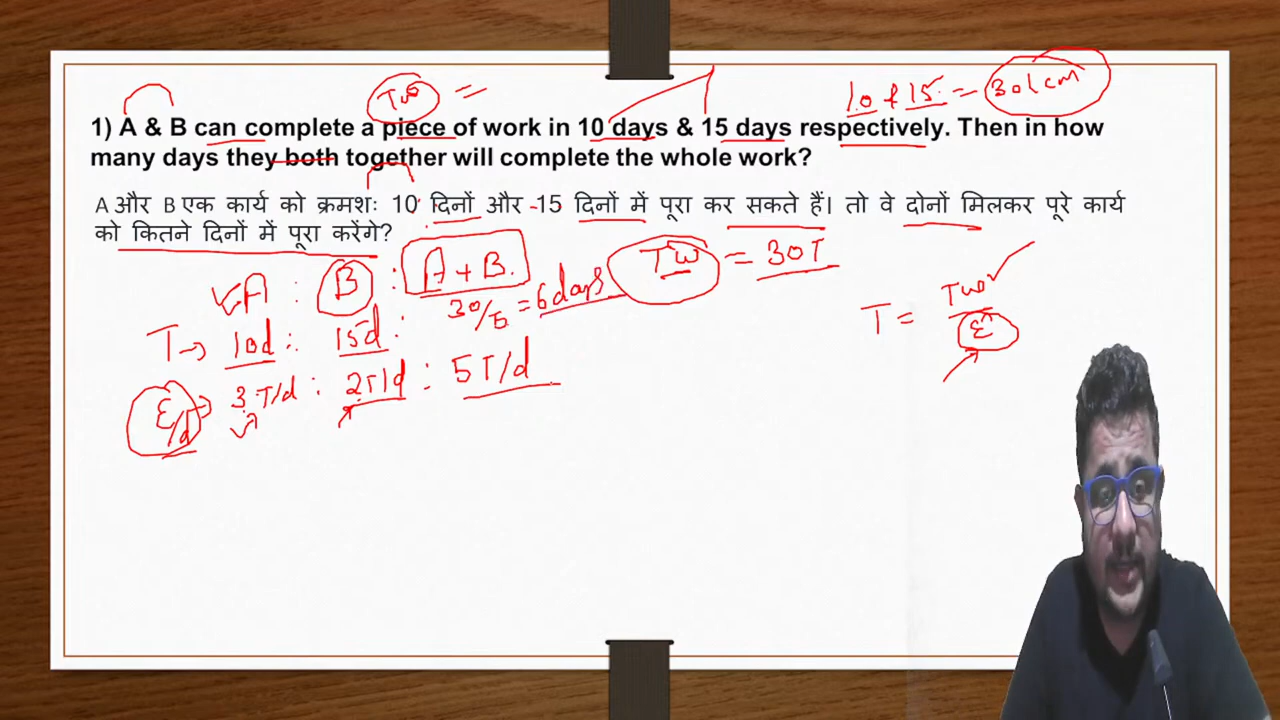 TW =
10 & 15 = 30 lcm
1) A & B can complete a piece of work in 10 days & 15 days respectively. Then in how
many days they both together will complete the whole work?
A और B एक कार्य को क्रमशः 10 दिनों और 15 दिनों में पूरा कर सकते हैं। तो वे दोनों मिलकर पूरे कार्य
को कितने दिनों में पूरा करेंगे?
A : B : A + B.
TW = 30T
30/5 = 6 days
T → 10d : 15d :
T = TW / E
E/d → 3T/d : 2T/d : 5T/d